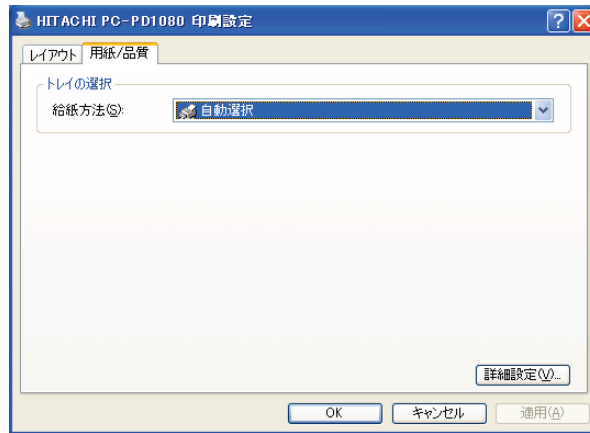 HITACHI PC-PD1080 印刷設定
レイアウト 用紙/品質
トレイの選択
給紙方法(S): 自動選択
詳細設定(V)...
OK キャンセル 適用(A)